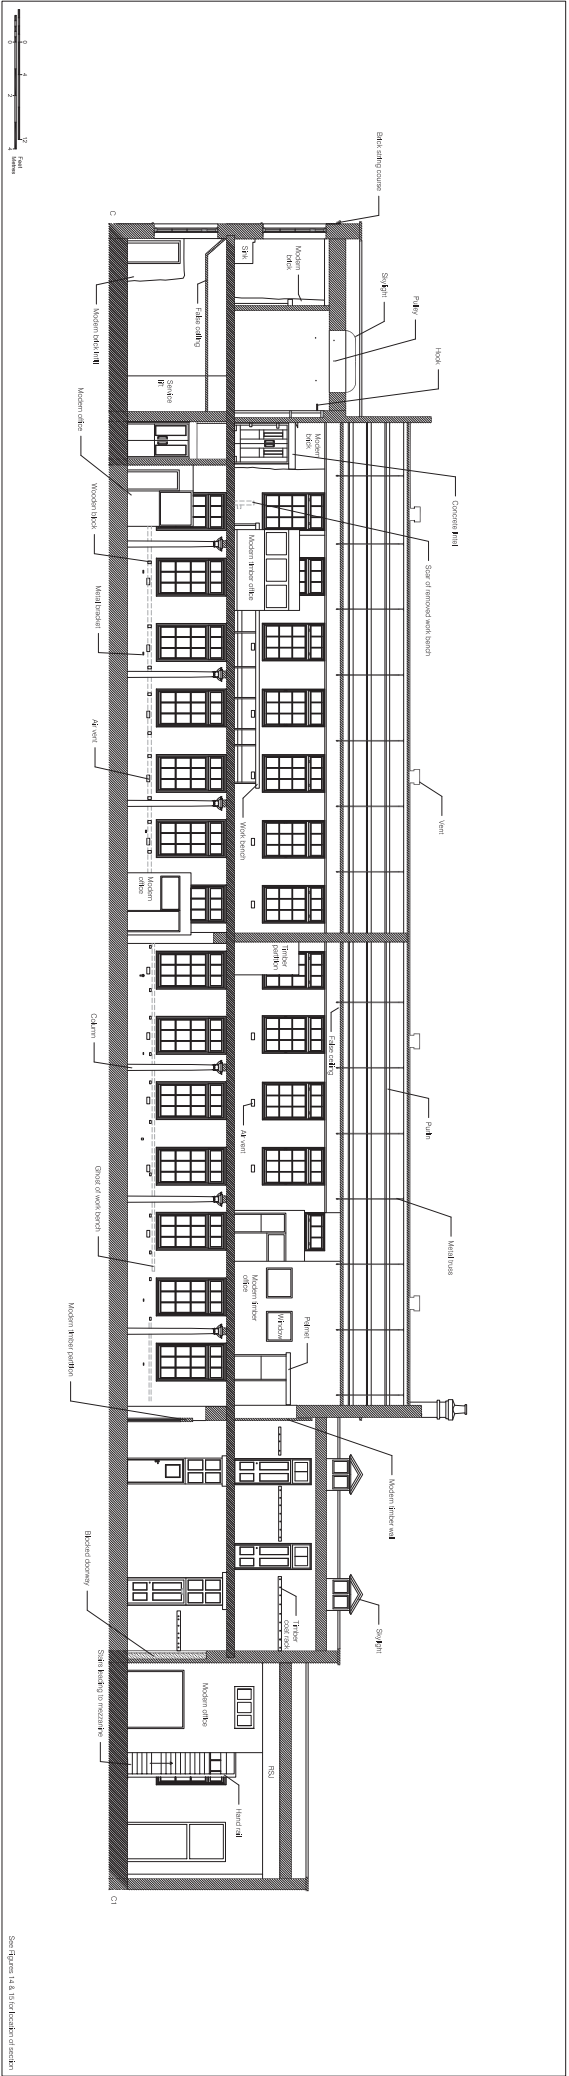 0
4
12
Feet
0
2
4
Metres
Brick string course
Skylight
Pulley
Hook
Concrete lintel
Scar of removed work bench
Vent
Purlin
Metal truss
Skylight
C
Sink
Modern
brick
Modern
brick
False ceiling
Service
lift
Modern timber office
Work bench
Timber
partition
False ceiling
Air vent
Modern timber
office
Window
Pelmet
Modern timber wall
Timber
coat rack
Modern brick infill
Modern office
Wooden block
Metal bracket
Air vent
Modern
office
Column
Ghost of work bench
Modern timber partition
Blocked doorway
Stairs leading to mezzanine
Modern office
RSJ
Hand rail
C1
See Figures 14 & 15 for location of section